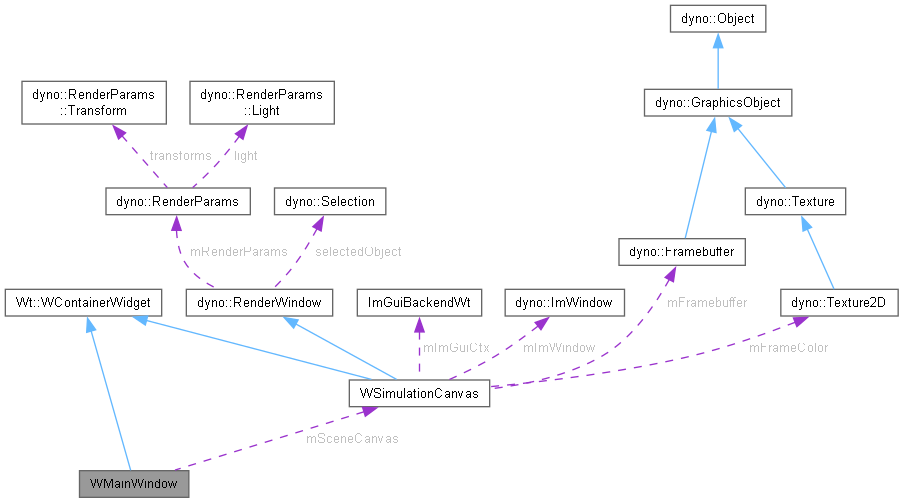 dyno::Object
dyno::RenderParams
::Transform
dyno::RenderParams
::Light
dyno::GraphicsObject
transforms
light
dyno::RenderParams
dyno::Selection
dyno::Texture
mRenderParams
selectedObject
dyno::Framebuffer
Wt::WContainerWidget
dyno::RenderWindow
ImGuiBackendWt
dyno::ImWindow
mFramebuffer
dyno::Texture2D
mImGuiCtx
mImWindow
mFrameColor
WSimulationCanvas
mSceneCanvas
WMainWindow